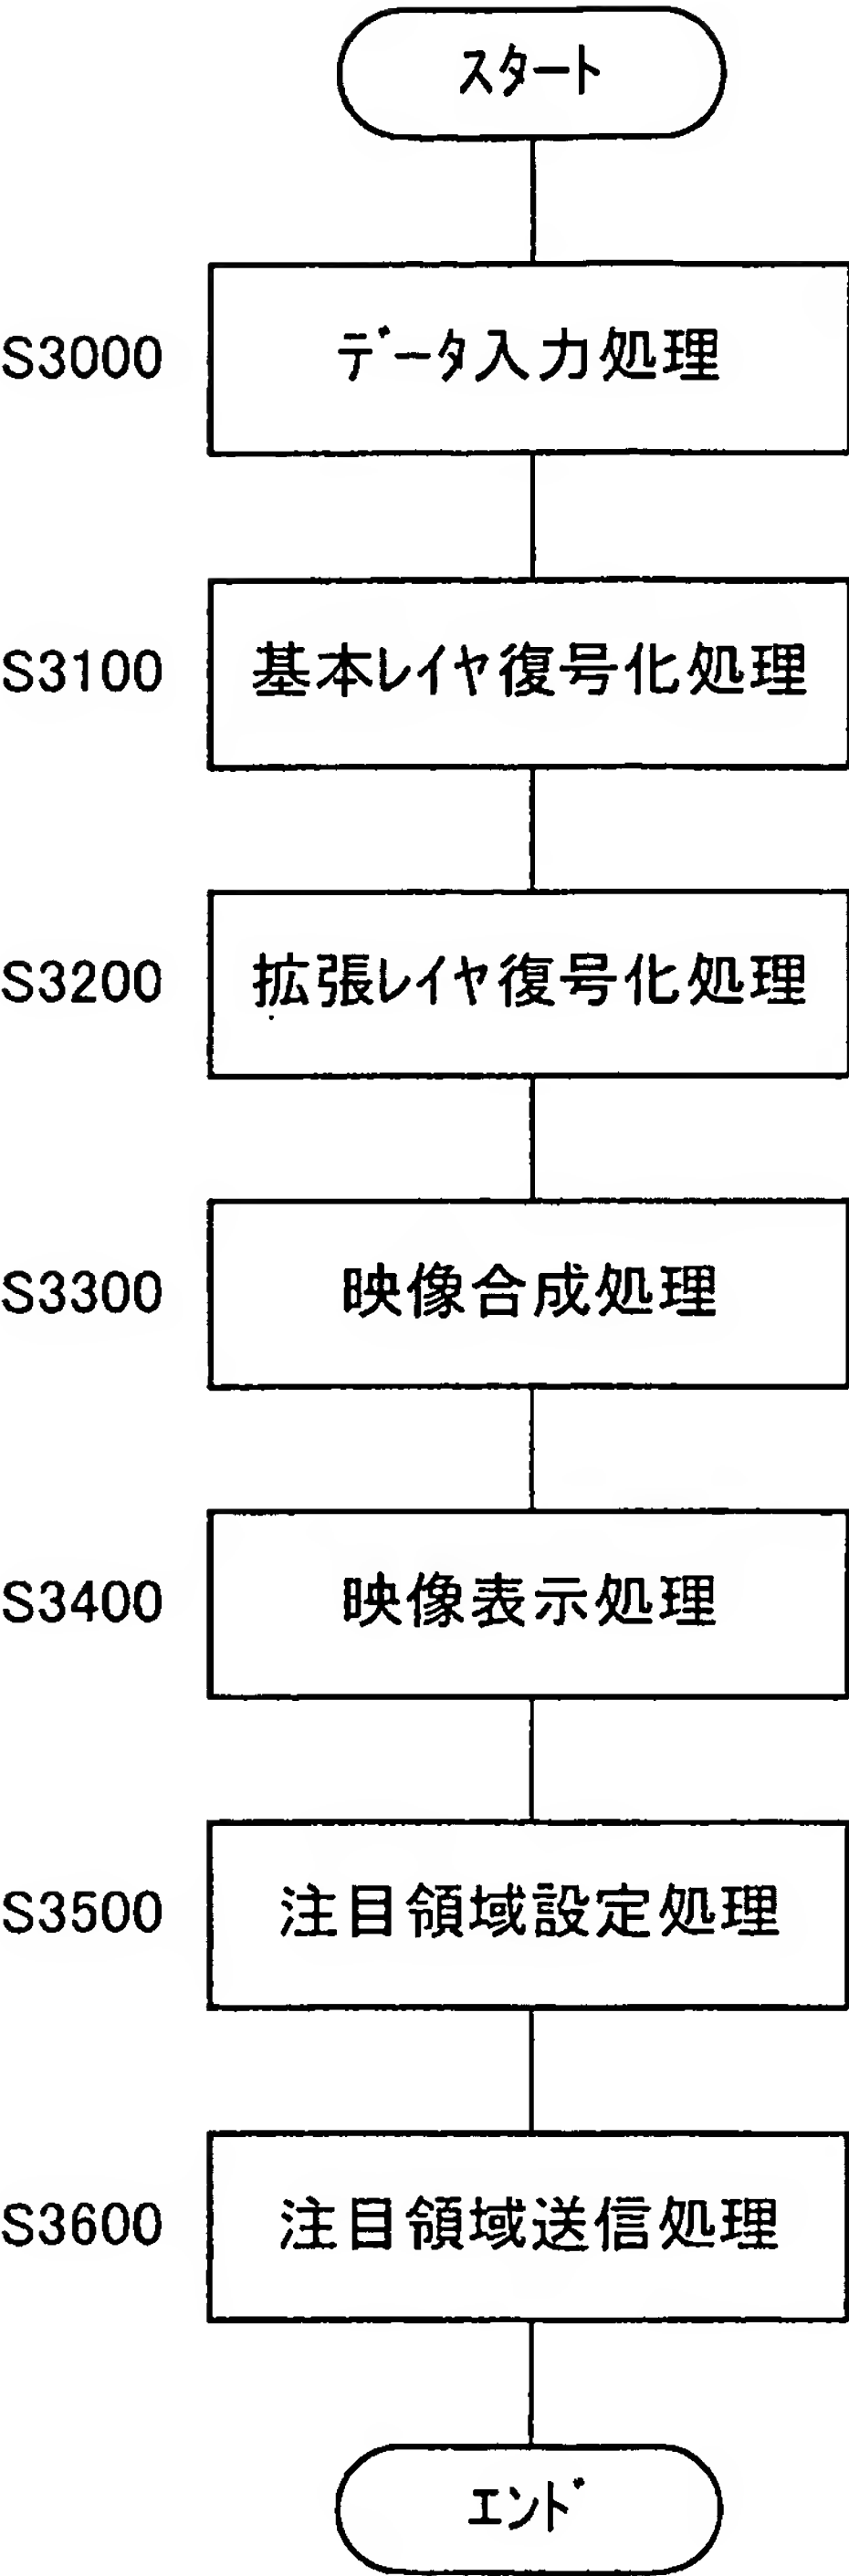 スタート
S3000 データ入力処理
S3100 基本レイヤ復号化処理
S3200 拡張レイヤ復号化処理
S3300 映像合成処理
S3400 映像表示処理
S3500 注目領域設定処理
S3600 注目領域送信処理
エンド